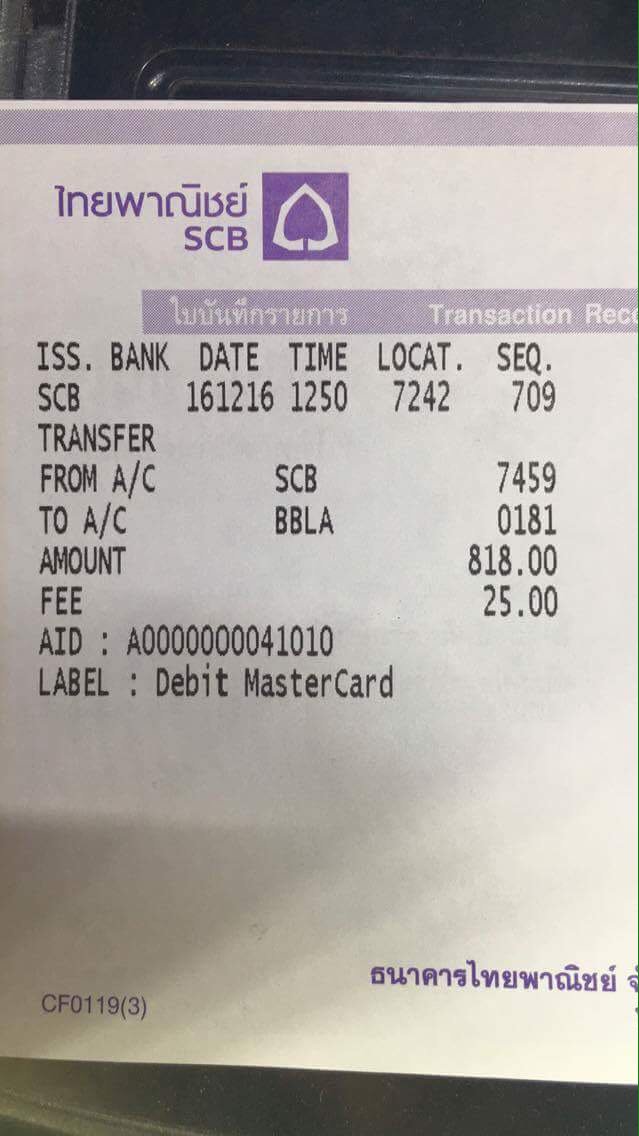 ไทยพาณิชย์
SCB
ใบบันทึกรายการ Transaction Rec
ISS. BANK DATE TIME LOCAT. SEQ.
SCB 161216 1250 7242 709
TRANSFER
FROM A/C SCB 7459
TO A/C BBLA 0181
AMOUNT 818.00
FEE 25.00
AID : A0000000041010
LABEL : Debit MasterCard
ธนาคารไทยพาณิชย์
CF0119(3)